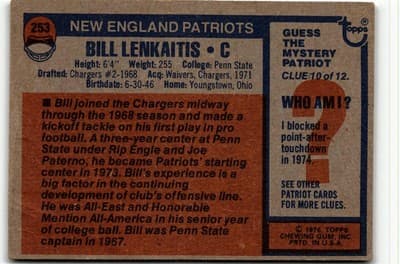 253
NEW ENGLAND PATRIOTS
BILL LENKAITIS • C
Height: 6'4" Weight: 255 College: Penn State
Drafted: Chargers #2-1968 Acq: Waivers, Chargers, 1971
Birthdate: 6-30-46 Home: Youngstown, Ohio
■ Bill joined the Chargers midway
through the 1968 season and made a
kickoff tackle on his first play in pro
football. A three-year center at Penn
State under Rip Engle and Joe
Paterno, he became Patriots' starting
center in 1973. Bill's experience is a
big factor in the continuing
development of club's offensive line.
He was All-East and Honorable
Mention All-America in his senior year
of college ball. Bill was Penn State
captain in 1967.
Topps
GUESS
THE
MYSTERY
PATRIOT
CLUE 10 of 12.
WHO AM I?
I blocked a
point-after-
touchdown
in 1974.
SEE OTHER
PATRIOT CARDS
FOR MORE CLUES.
© 1976 TOPPS
CHEWING GUM, INC.
PRTD. IN U.S.A.